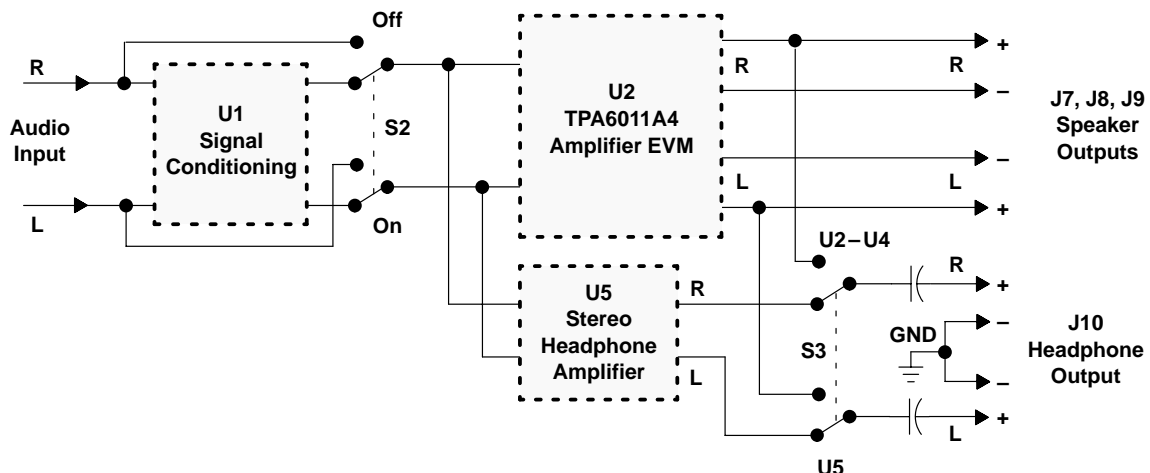 Off
R
Audio
Input
L
U1
Signal
Conditioning
S2
On
U2
TPA6011A4
Amplifier EVM
R
L
R
+
−
−
L
+
J7, J8, J9
Speaker
Outputs
U2−U4
U5
Stereo
Headphone
Amplifier
R
L
S3
GND
R
+
−
−
L
+
J10
Headphone
Output
U5